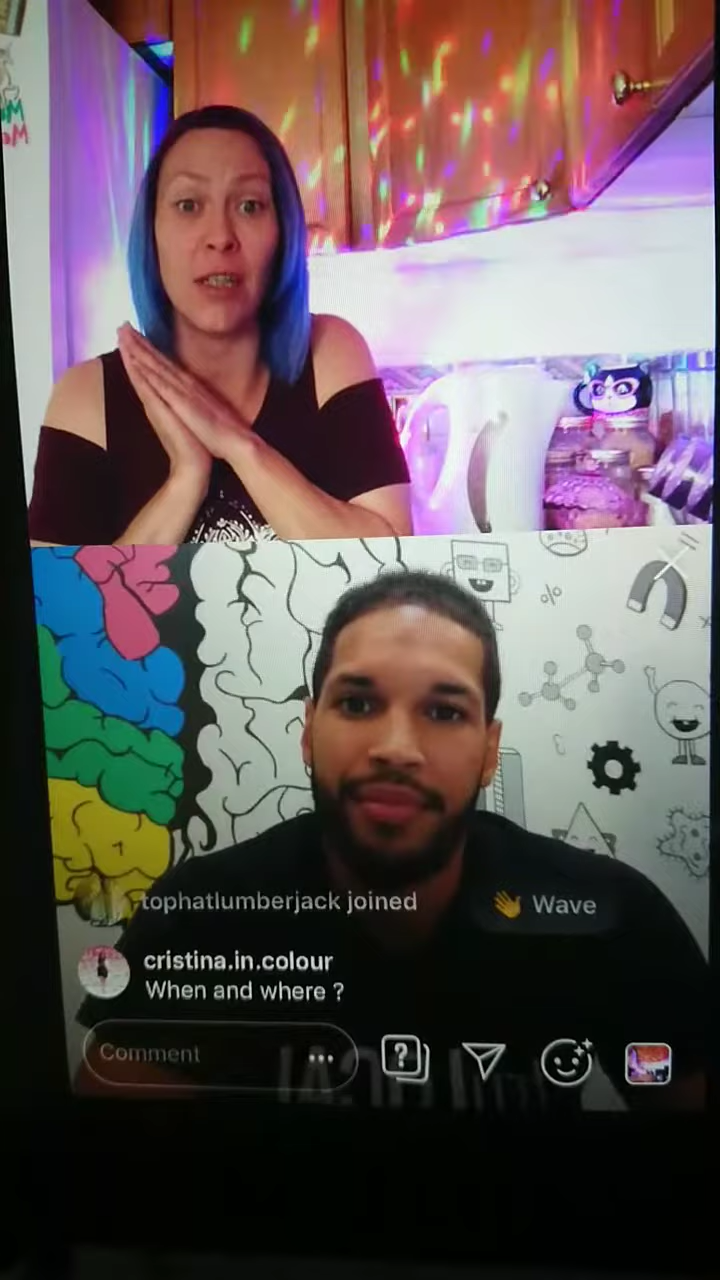 tophatlumberjack joined
👋 Wave
cristina.in.colour
When and where ?
Comment
?
%